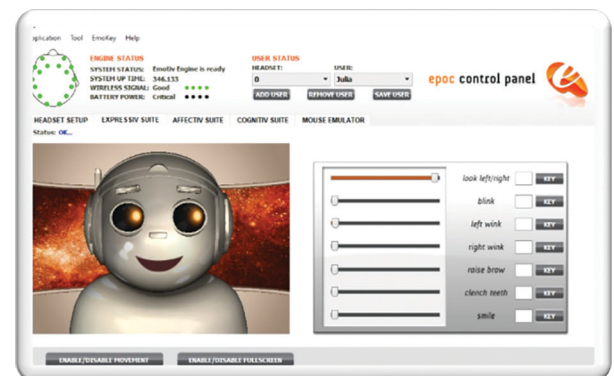 pplication Tool EmoKey Help
ENGINE STATUS
SYSTEM STATUS: Emotiv Engine is ready
SYSTEM UP TIME: 346.133
WIRELESS SIGNAL: Good
BATTERY POWER: Critical
USER STATUS
HEADSET: USER:
0 Julia
ADD USER REMOVE USER SAVE USER
epoc control panel
HEADSET SETUP EXPRESSIV SUITE AFFECTIV SUITE COGNITIV SUITE MOUSE EMULATOR
Status: OK...
look left/right KEY
blink KEY
left wink KEY
right wink KEY
raise brow KEY
clench teeth KEY
smile KEY
ENABLE/DISABLE MOVEMENT ENABLE/DISABLE FULLSCREEN